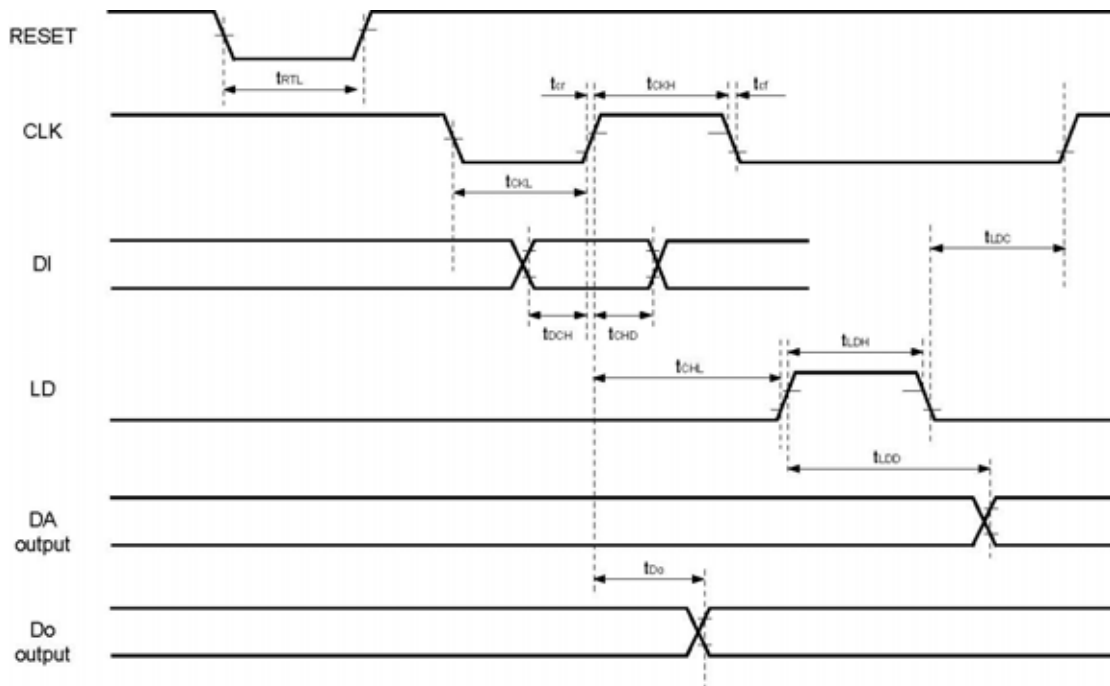 RESET
tRTL
tcr
tCKH
tcf
CLK
tCKL
tLDC
DI
tDCH
tCHD
tLDH
tCHL
LD
tLDD
DA
output
tDo
Do
output